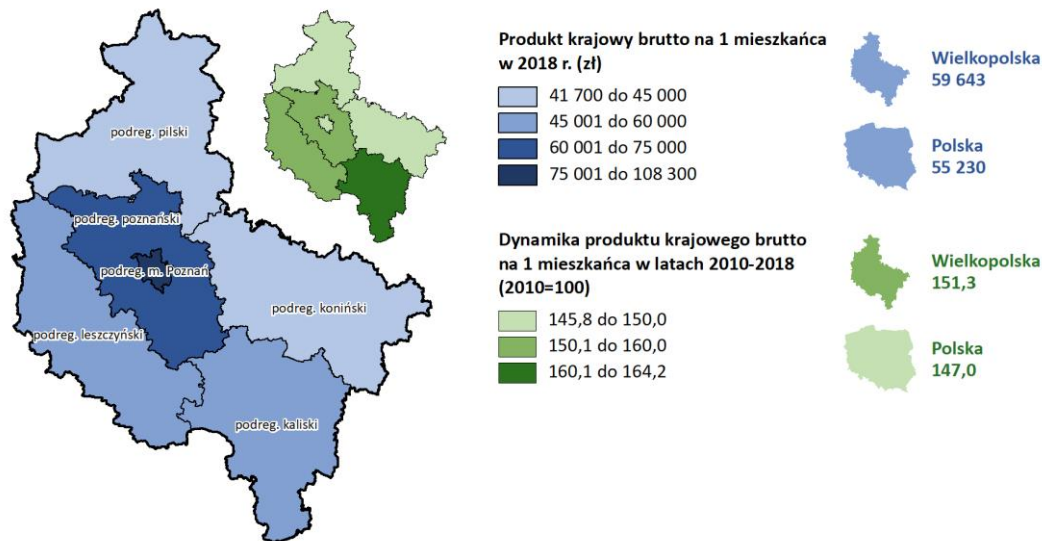 podreg. pilski
podreg. poznański
podreg. m. Poznań
podreg. koniński
podreg. leszczyński
podreg. kaliski
Produkt krajowy brutto na 1 mieszkańca
w 2018 r. (zł)
41 700 do 45 000
45 001 do 60 000
60 001 do 75 000
75 001 do 108 300
Wielkopolska
59 643
Polska
55 230
Dynamika produktu krajowego brutto
na 1 mieszkańca w latach 2010-2018
(2010=100)
145,8 do 150,0
150,1 do 160,0
160,1 do 164,2
Wielkopolska
151,3
Polska
147,0